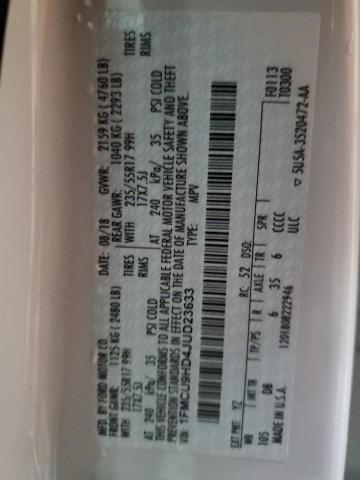 MFD BY FORD MOTOR CO.
DATE: 08/18 GVWR: 2159 KG ( 4760 LB)
FRONT GAWR: 1125 KG ( 2480 LB) REAR GAWR: 1040 KG ( 2293 LB)
WITH 235/55R17 99H TIRES WITH 235/55R17 99H TIRES
17X7.5J RIMS 17X7.5J RIMS
AT 240 kPa/ 35 PSI COLD AT 240 kPa/ 35 PSI COLD
THIS VEHICLE CONFORMS TO ALL APPLICABLE FEDERAL MOTOR VEHICLE SAFETY AND THEFT
PREVENTION STANDARDS IN EFFECT ON THE DATE OF MANUFACTURE SHOWN ABOVE.
VIN: 1FMCU9HD4JUD23633 TYPE: MPV
F0113
T0300
EXT PNT: YZ RC: 52 DSO:
WB INT TR TP/PS R AXLE TR SPR
105 DB 6 35 6 CCCC
MADE IN U.S.A. 120180B222946 ULC
5U5A-3520472-AA